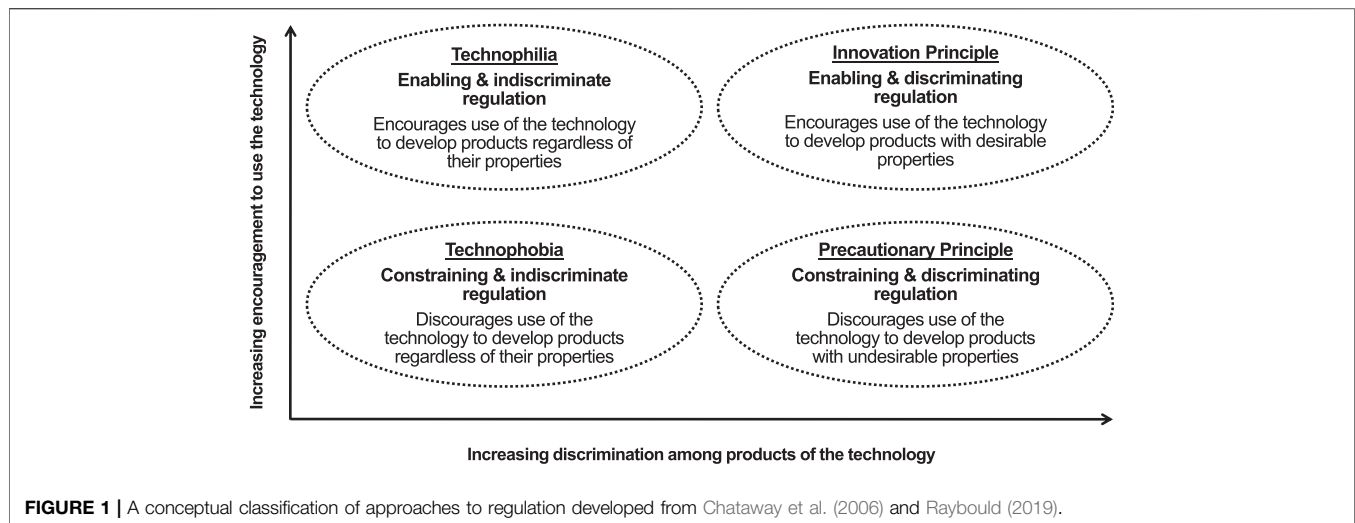 Increasing encouragement to use the technology
Technophilia
Enabling & indiscriminate
regulation
Encourages use of the technology
to develop products regardless of
their properties
Innovation Principle
Enabling & discriminating
regulation
Encourages use of the technology
to develop products with desirable
properties
Technophobia
Constraining & indiscriminate
regulation
Discourages use of the
technology to develop products
regardless of their properties
Precautionary Principle
Constraining & discriminating
regulation
Discourages use of the
technology to develop products
with undesirable properties
Increasing discrimination among products of the technology
FIGURE 1 | A conceptual classification of approaches to regulation developed from Chataway et al. (2006) and Raybould (2019).